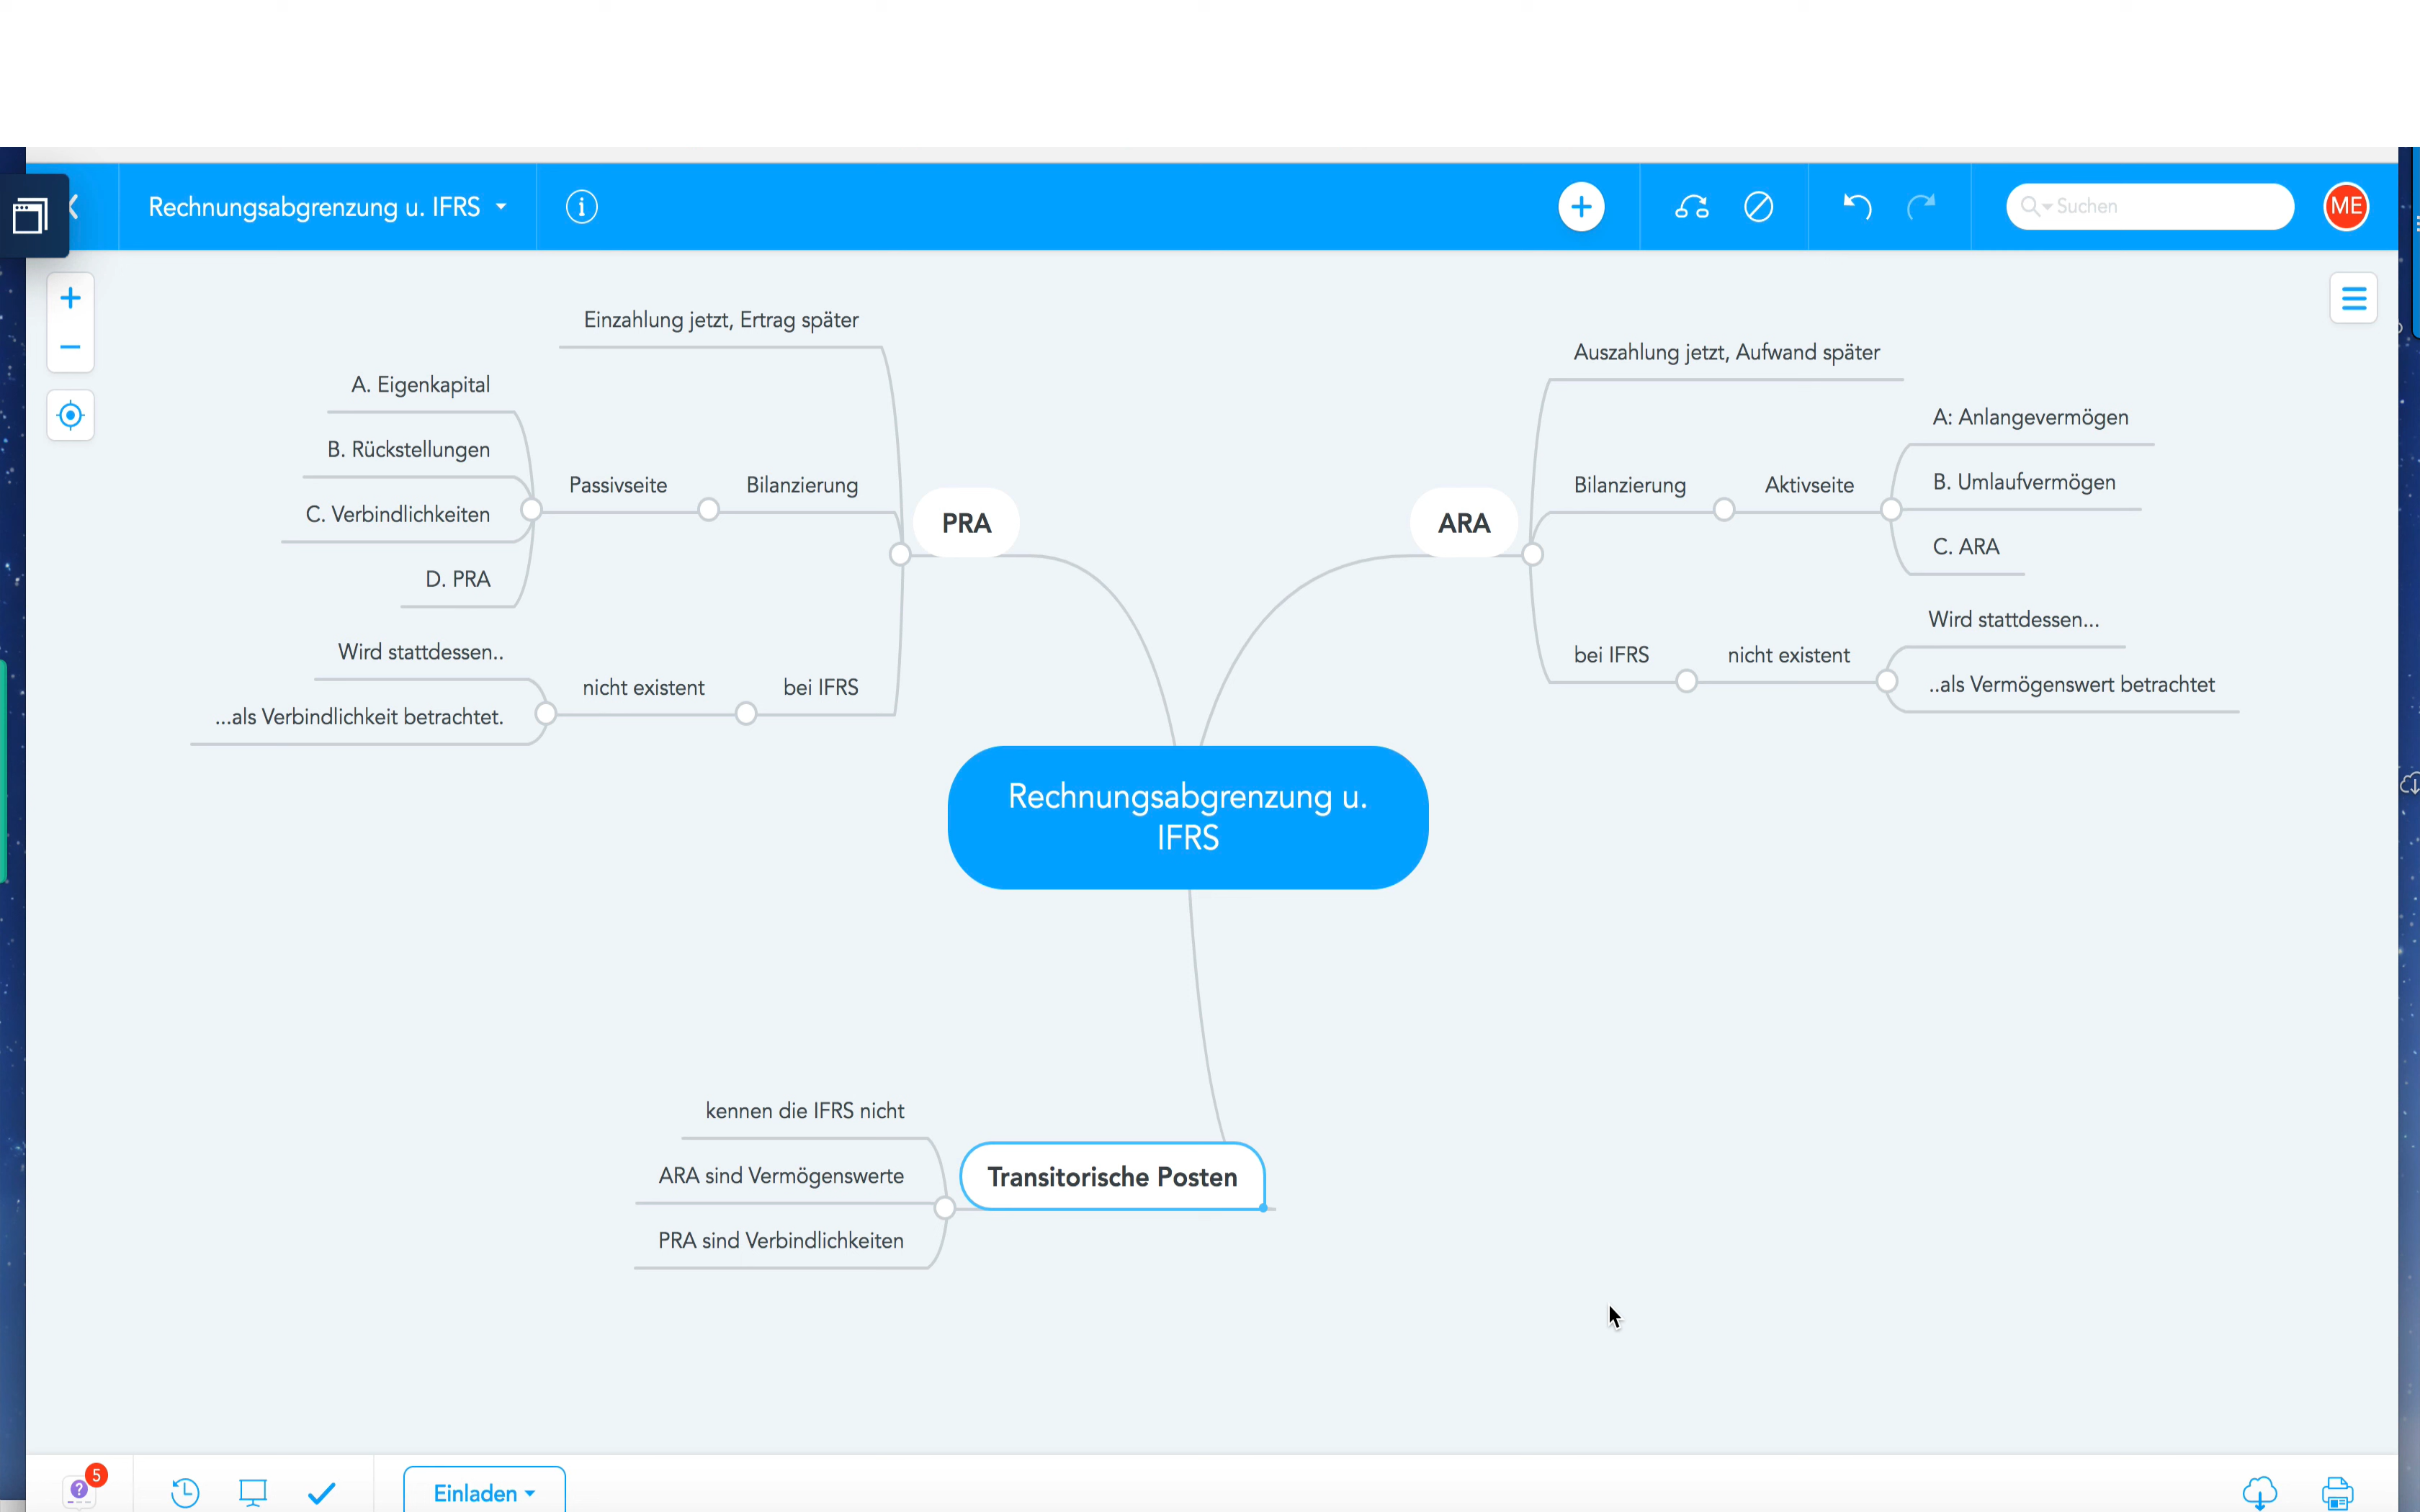 Rechnungsabgrenzung u. IFRS
Suchen
ME
Einzahlung jetzt, Ertrag später
A. Eigenkapital
B. Rückstellungen
C. Verbindlichkeiten
D. PRA
Passivseite
Bilanzierung
PRA
Wird stattdessen..
...als Verbindlichkeit betrachtet.
nicht existent
bei IFRS
Auszahlung jetzt, Aufwand später
ARA
Bilanzierung
Aktivseite
A: Anlangevermögen
B. Umlaufvermögen
C. ARA
bei IFRS
nicht existent
Wird stattdessen...
..als Vermögenswert betrachtet
Rechnungsabgrenzung u.
IFRS
kennen die IFRS nicht
ARA sind Vermögenswerte
PRA sind Verbindlichkeiten
Transitorische Posten
5
Einladen